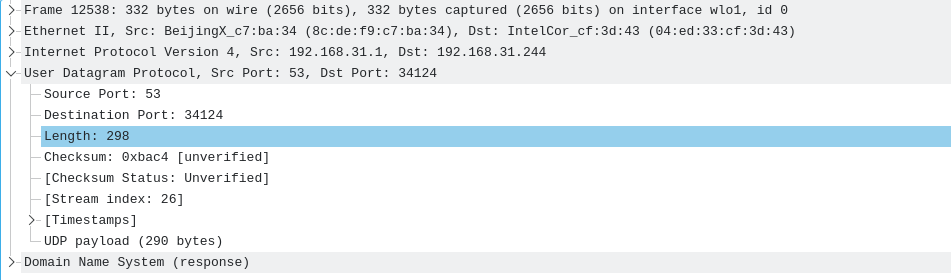 Frame 12538: 332 bytes on wire (2656 bits), 332 bytes captured (2656 bits) on interface wlo1, id 0
Ethernet II, Src: BeijingX_c7:ba:34 (8c:de:f9:c7:ba:34), Dst: IntelCor_cf:3d:43 (04:ed:33:cf:3d:43)
Internet Protocol Version 4, Src: 192.168.31.1, Dst: 192.168.31.244
User Datagram Protocol, Src Port: 53, Dst Port: 34124
Source Port: 53
Destination Port: 34124
Length: 298
Checksum: 0xbac4 [unverified]
[Checksum Status: Unverified]
[Stream index: 26]
[Timestamps]
UDP payload (290 bytes)
Domain Name System (response)